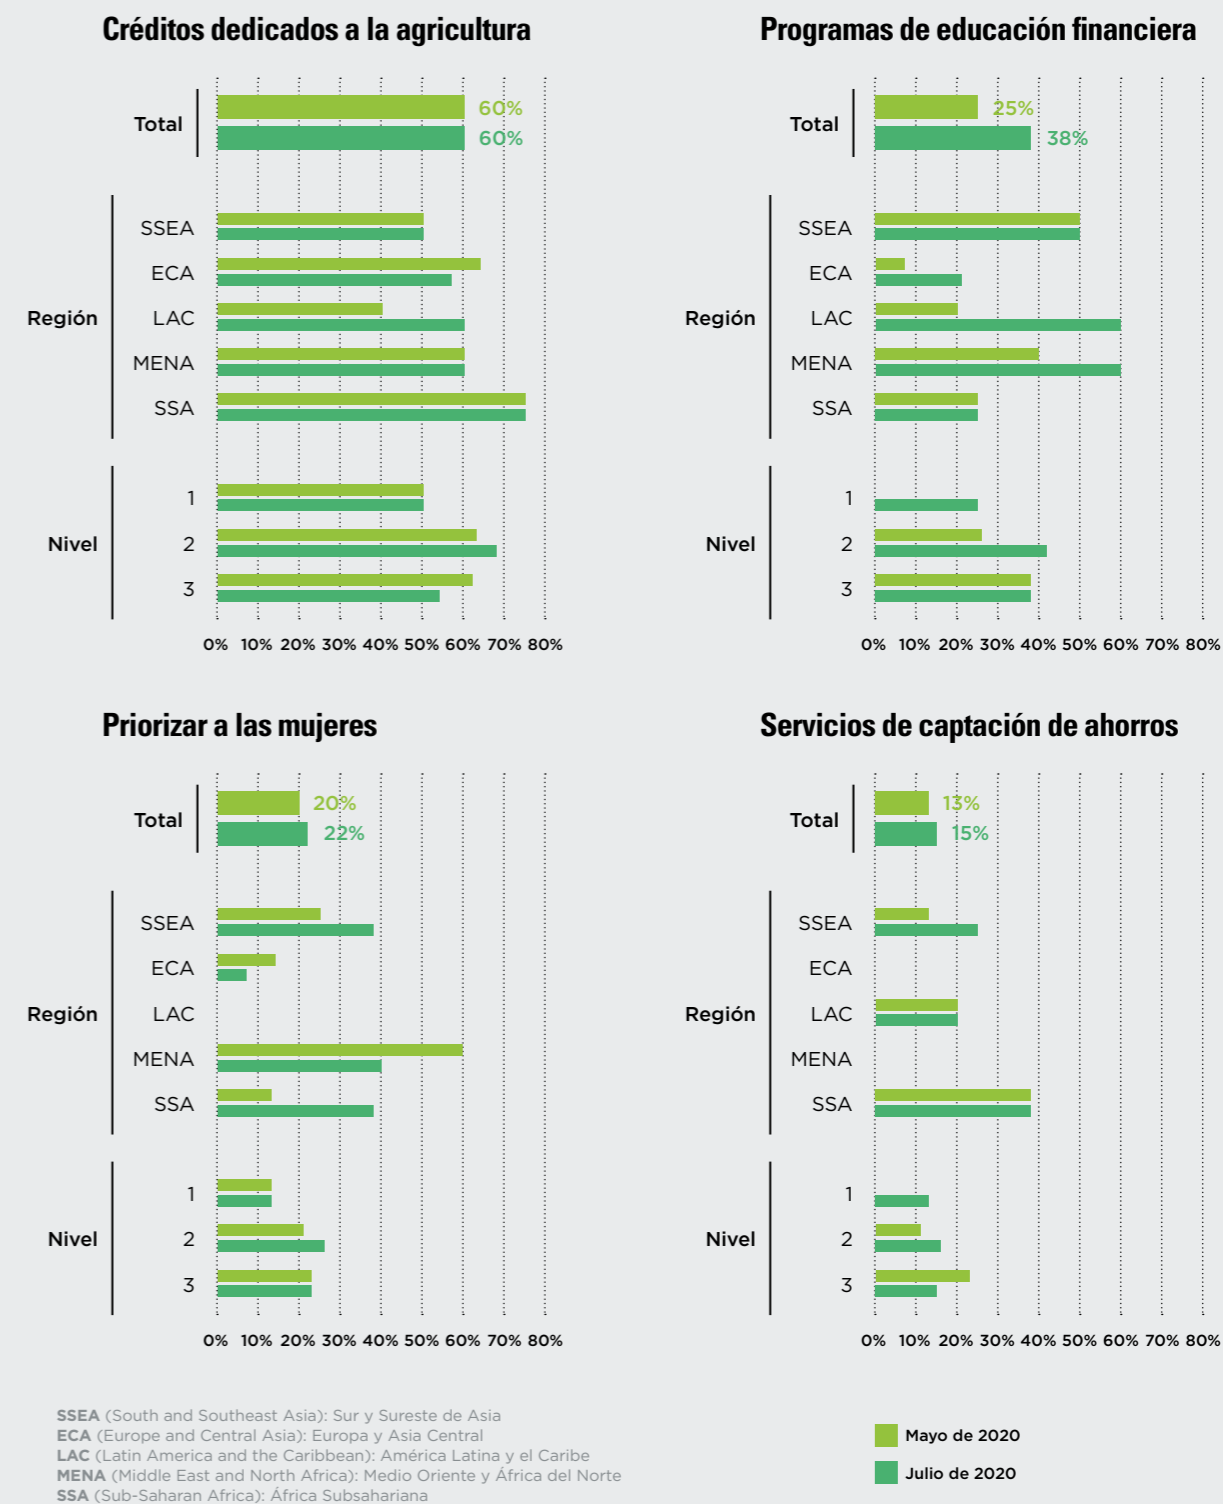 Créditos dedicados a la agricultura
Total
60%
60%
Región
SSEA
ECA
LAC
MENA
SSA
Nivel
1
2
3
0% 10% 20% 30% 40% 50% 60% 70% 80%
Programas de educación financiera
Total
25%
38%
Región
SSEA
ECA
LAC
MENA
SSA
Nivel
1
2
3
0% 10% 20% 30% 40% 50% 60% 70% 80%
Priorizar a las mujeres
Total
20%
22%
Región
SSEA
ECA
LAC
MENA
SSA
Nivel
1
2
3
0% 10% 20% 30% 40% 50% 60% 70% 80%
Servicios de captación de ahorros
Total
13%
15%
Región
SSEA
ECA
LAC
MENA
SSA
Nivel
1
2
3
0% 10% 20% 30% 40% 50% 60% 70% 80%
SSEA (South and Southeast Asia): Sur y Sureste de Asia
ECA (Europe and Central Asia): Europa y Asia Central
LAC (Latin America and the Caribbean): América Latina y el Caribe
MENA (Middle East and North Africa): Medio Oriente y África del Norte
SSA (Sub-Saharan Africa): África Subsahariana
Mayo de 2020
Julio de 2020